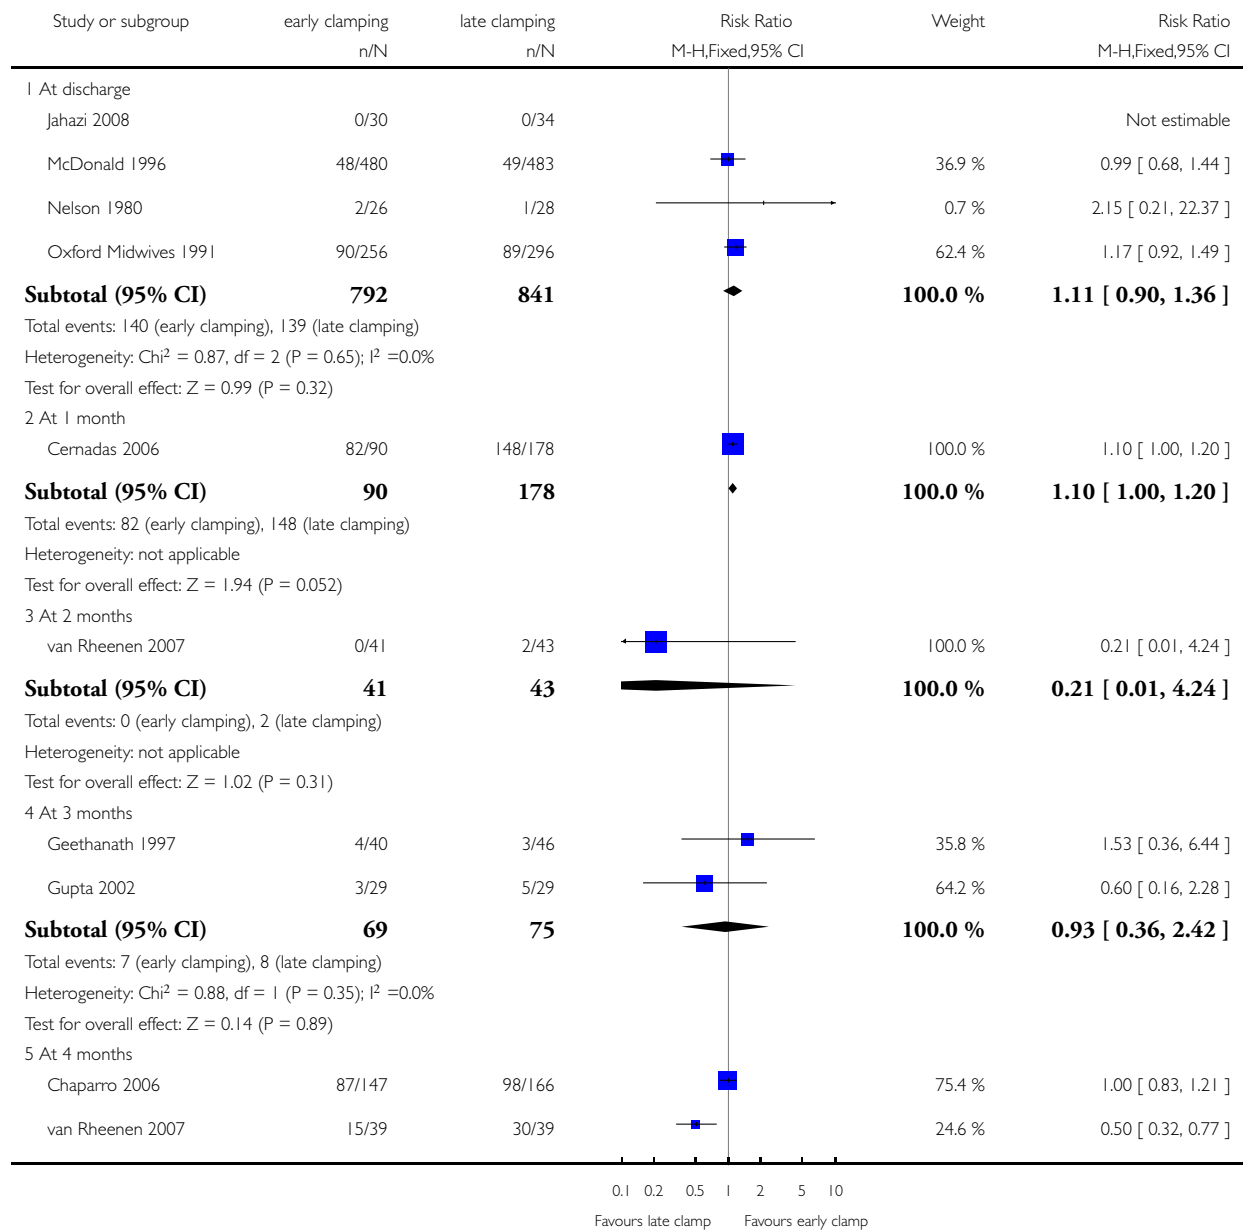 Study or subgroup early clamping late clamping Risk Ratio Weight Risk Ratio
n/N n/N M-H,Fixed,95% CI M-H,Fixed,95% CI
1 At discharge
Jahazi 2008 0/30 0/34 Not estimable
McDonald 1996 48/480 49/483 36.9 % 0.99 [ 0.68, 1.44 ]
Nelson 1980 2/26 1/28 0.7 % 2.15 [ 0.21, 22.37 ]
Oxford Midwives 1991 90/256 89/296 62.4 % 1.17 [ 0.92, 1.49 ]
Subtotal (95% CI) 792 841 100.0 % 1.11 [ 0.90, 1.36 ]
Total events: 140 (early clamping), 139 (late clamping)
Heterogeneity: Chi² = 0.87, df = 2 (P = 0.65); I² =0.0%
Test for overall effect: Z = 0.99 (P = 0.32)
2 At 1 month
Cernadas 2006 82/90 148/178 100.0 % 1.10 [ 1.00, 1.20 ]
Subtotal (95% CI) 90 178 100.0 % 1.10 [ 1.00, 1.20 ]
Total events: 82 (early clamping), 148 (late clamping)
Heterogeneity: not applicable
Test for overall effect: Z = 1.94 (P = 0.052)
3 At 2 months
van Rheenen 2007 0/41 2/43 100.0 % 0.21 [ 0.01, 4.24 ]
Subtotal (95% CI) 41 43 100.0 % 0.21 [ 0.01, 4.24 ]
Total events: 0 (early clamping), 2 (late clamping)
Heterogeneity: not applicable
Test for overall effect: Z = 1.02 (P = 0.31)
4 At 3 months
Geethanath 1997 4/40 3/46 35.8 % 1.53 [ 0.36, 6.44 ]
Gupta 2002 3/29 5/29 64.2 % 0.60 [ 0.16, 2.28 ]
Subtotal (95% CI) 69 75 100.0 % 0.93 [ 0.36, 2.42 ]
Total events: 7 (early clamping), 8 (late clamping)
Heterogeneity: Chi² = 0.88, df = 1 (P = 0.35); I² =0.0%
Test for overall effect: Z = 0.14 (P = 0.89)
5 At 4 months
Chaparro 2006 87/147 98/166 75.4 % 1.00 [ 0.83, 1.21 ]
van Rheenen 2007 15/39 30/39 24.6 % 0.50 [ 0.32, 0.77 ]
0.1 0.2 0.5 1 2 5 10
Favours late clamp Favours early clamp